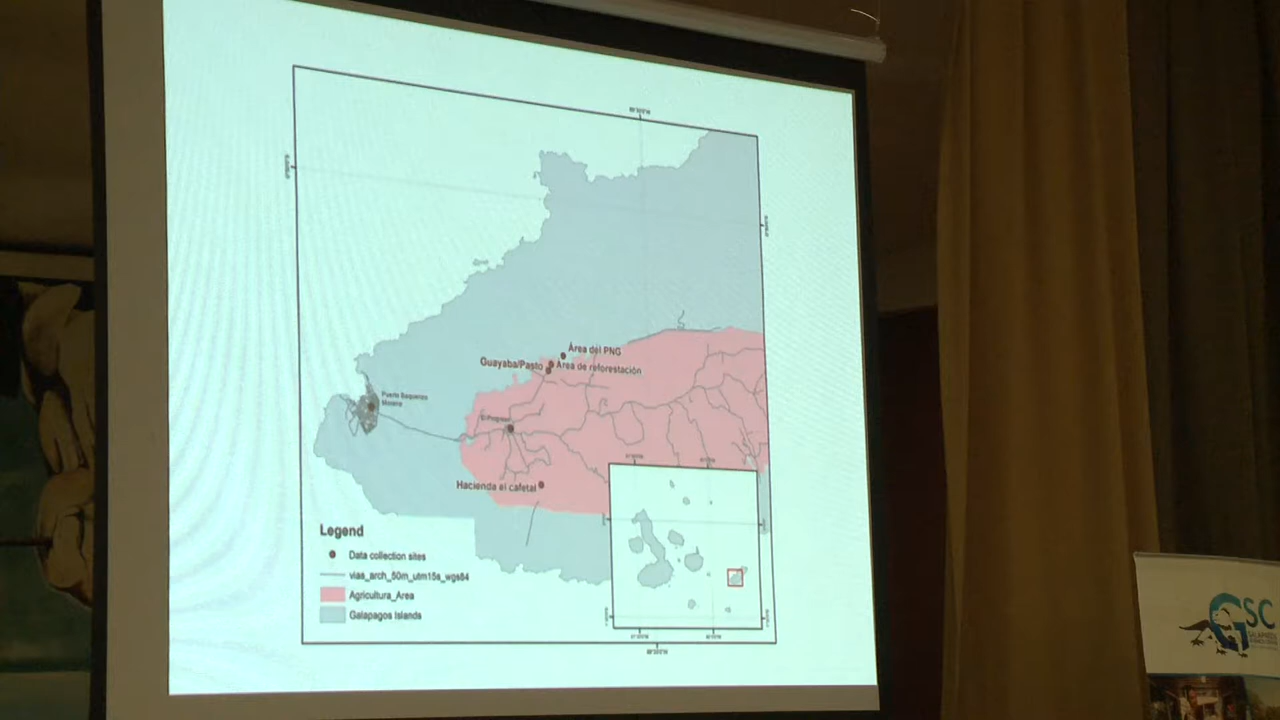 Área del PNG
Guayaba/Pasto
Área de reforestación
Puerto Baquerizo
Moreno
El Progreso
Hacienda el cafetal
Legend
Data collection sites
vias_arch_50m_utm15s_wgs84
Agricultura_Area
Galapagos Islands
GSC
GALAPAGOS